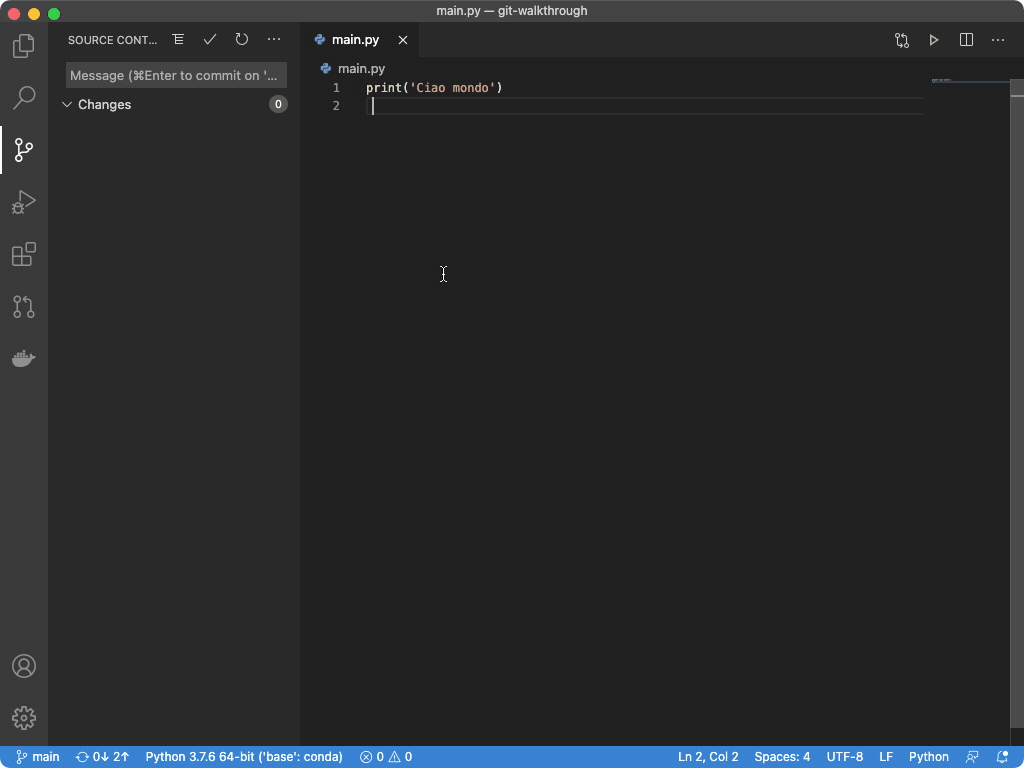 main.py — git-walkthrough
SOURCE CONT...
main.py
Message (⌘Enter to commit on '...
main.py
Changes
0
1 print('Ciao mondo')
2
main
0↓ 2↑
Python 3.7.6 64-bit ('base': conda)
0
0
Ln 2, Col 2
Spaces: 4
UTF-8
LF
Python